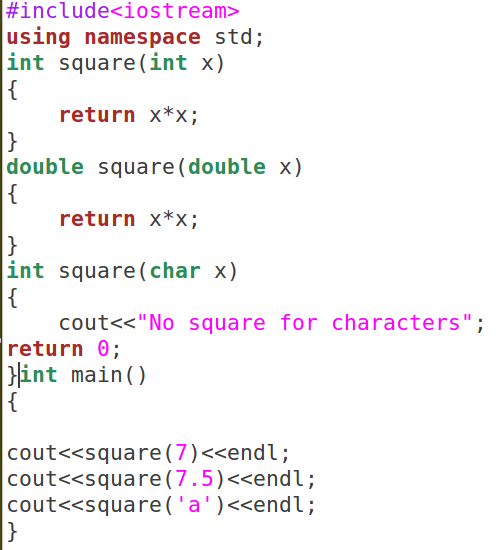 #include<iostream>
using namespace std;
int square(int x)
{
    return x*x;
}
double square(double x)
{
    return x*x;
}
int square(char x)
{
    cout<<"No square for characters";
return 0;
}int main()
{

cout<<square(7)<<endl;
cout<<square(7.5)<<endl;
cout<<square('a')<<endl;
}